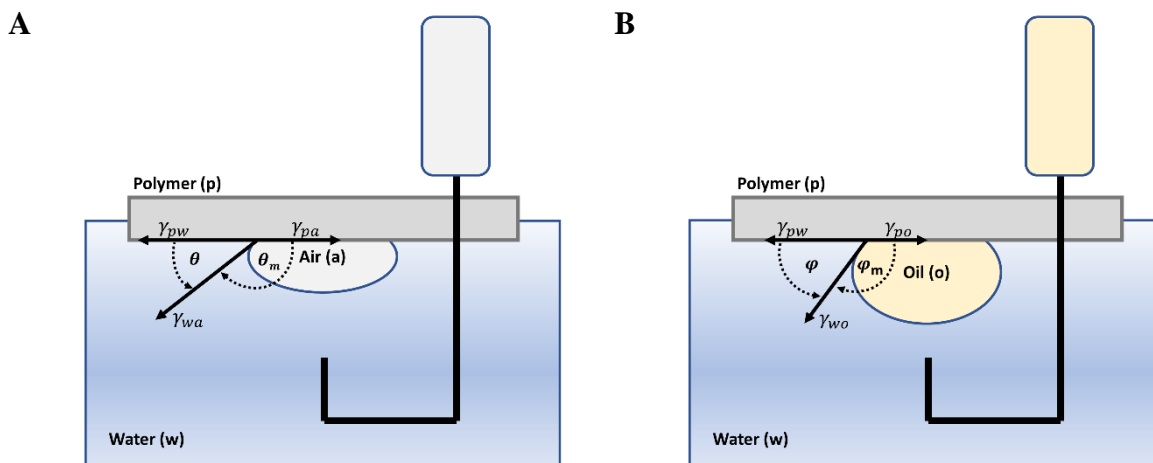 A
Polymer (p)
γpw
γpa
θ
θm
Air (a)
γwa
Water (w)
B
Polymer (p)
γpw
γpo
φ
φm
Oil (o)
γwo
Water (w)